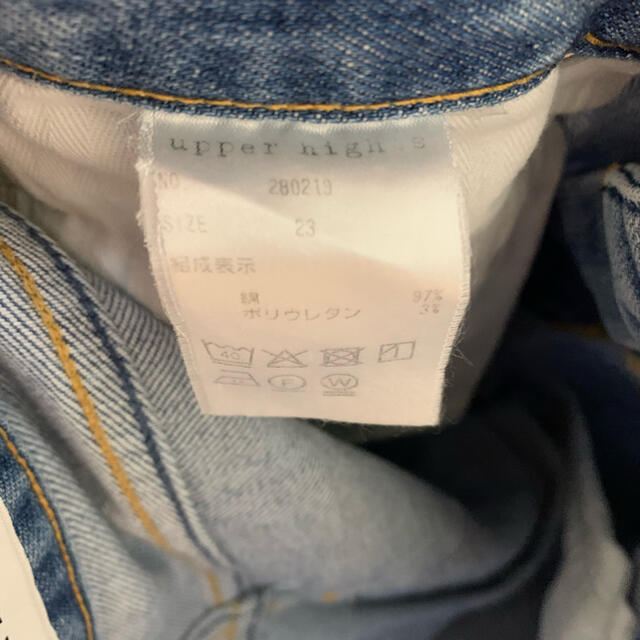 upper hights
NO. 280219
SIZE 23
組成表示
綿 97%
ポリウレタン 3%
40
F W